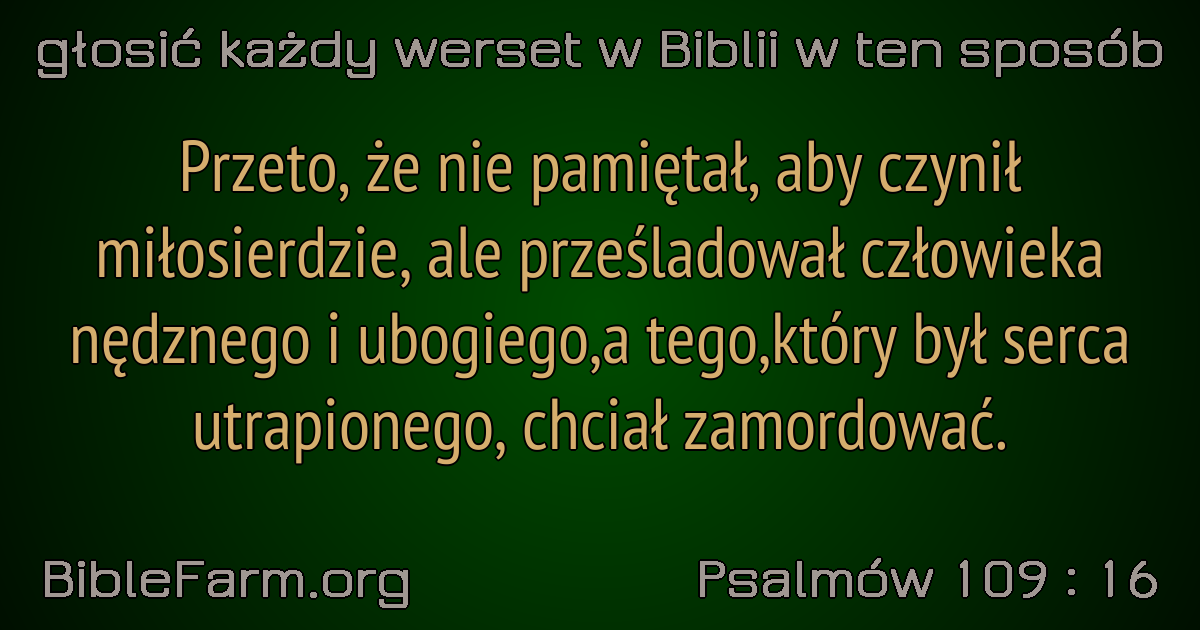 głosić każdy werset w Biblii w ten sposób
Przeto, że nie pamiętał, aby czynił
miłosierdzie, ale prześladował człowieka
nędznego i ubogiego,a tego,który był serca
utrapionego, chciał zamordować.
BibleFarm.org
Psalmów 109 : 16